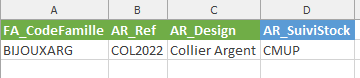 FA_CodeFamille AR_Ref AR_Design AR_SuiviStock
BIJOUXARG COL2022 Collier Argent CMUP